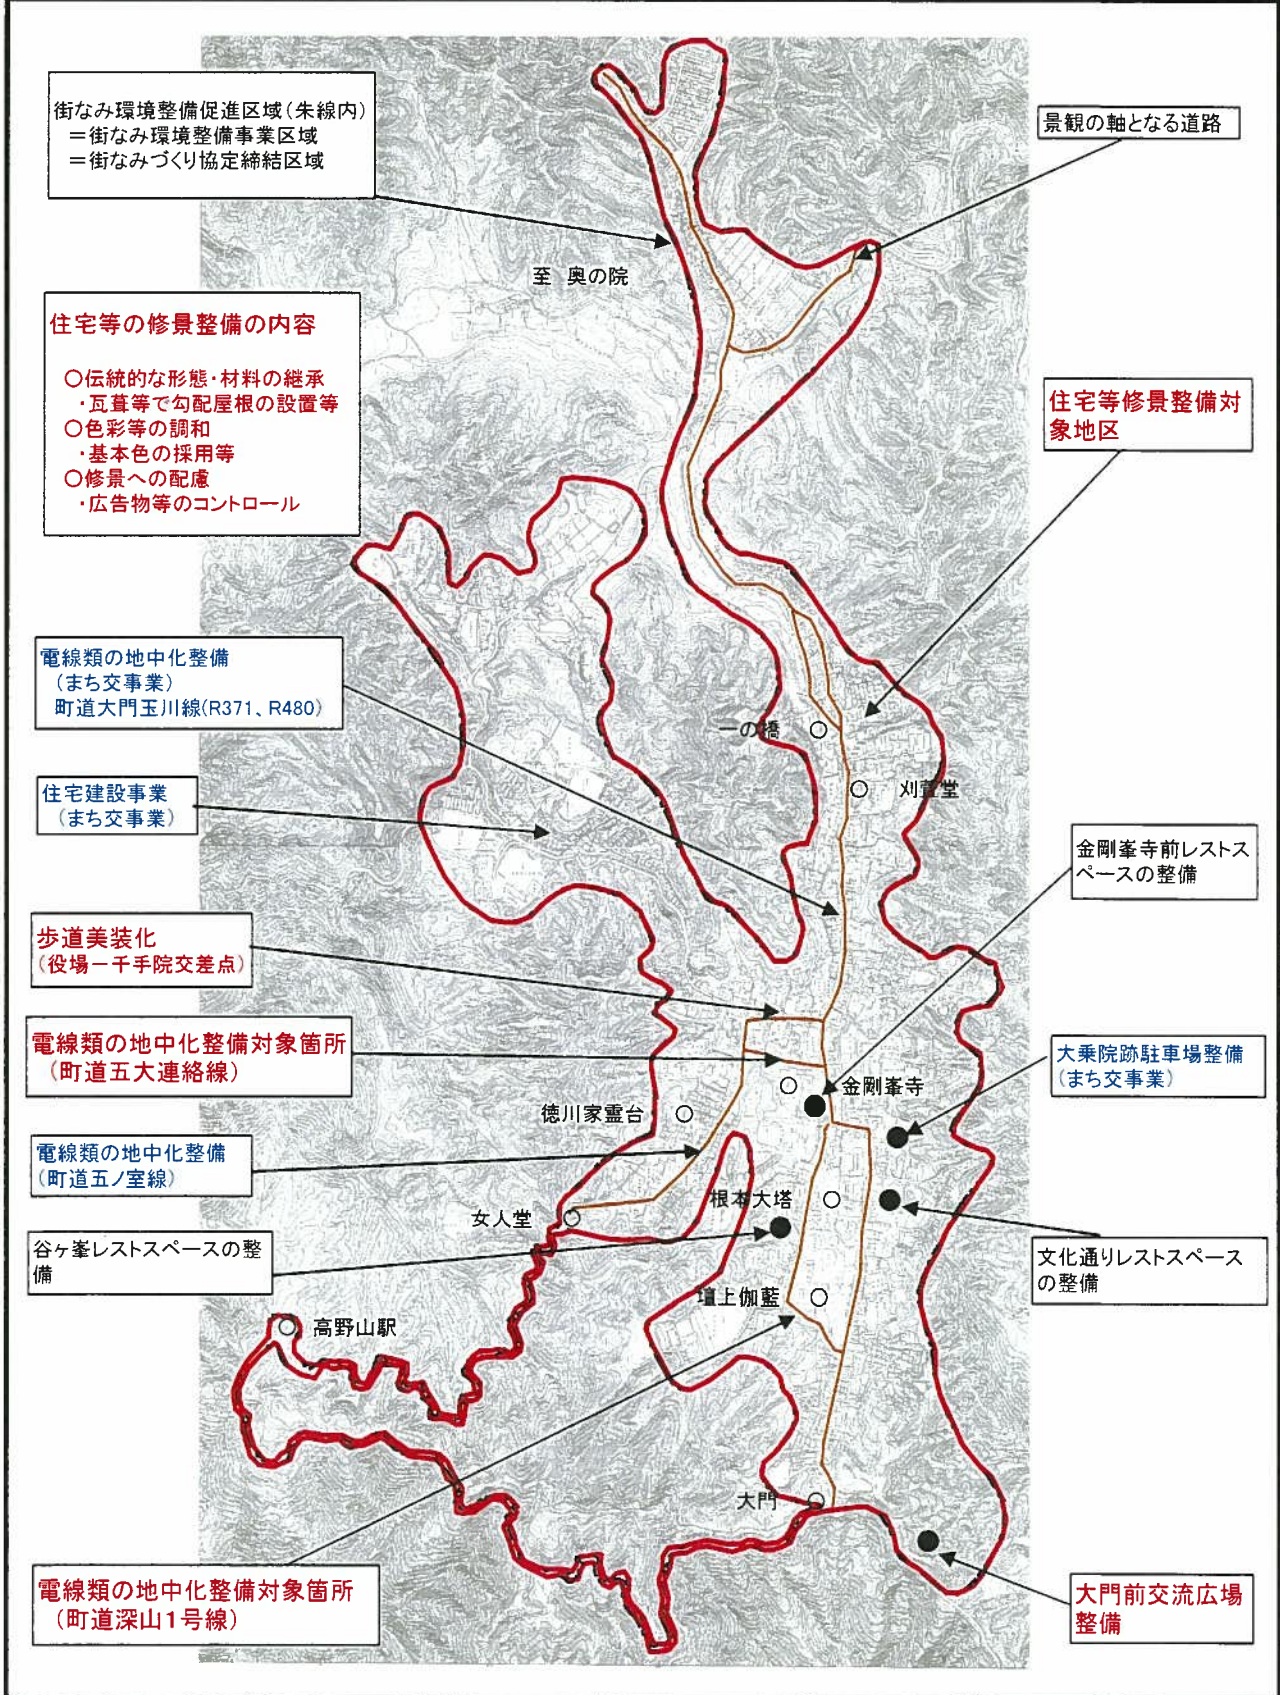 街なみ環境整備促進区域(朱線内)
＝街なみ環境整備事業区域
＝街なみづくり協定締結区域
景観の軸となる道路
至 奥の院
住宅等の修景整備の内容
○伝統的な形態・材料の継承
・瓦葺等で勾配屋根の設置等
○色彩等の調和
・基本色の採用等
○修景への配慮
・広告物等のコントロール
住宅等修景整備対
象地区
電線類の地中化整備
(まち交事業)
町道大門玉川線(R371、R480)
一の橋
住宅建設事業
(まち交事業)
刈萱堂
金剛峯寺前レストス
ペースの整備
歩道美装化
(役場ー千手院交差点)
電線類の地中化整備対象箇所
(町道五大連絡線)
大乗院跡駐車場整備
(まち交事業)
金剛峯寺
徳川家霊台
電線類の地中化整備
(町道五ノ室線)
根本大塔
女人堂
谷ヶ峯レストスペースの整
備
文化通りレストスペース
の整備
壇上伽藍
高野山駅
大門
電線類の地中化整備対象箇所
(町道深山1号線)
大門前交流広場
整備